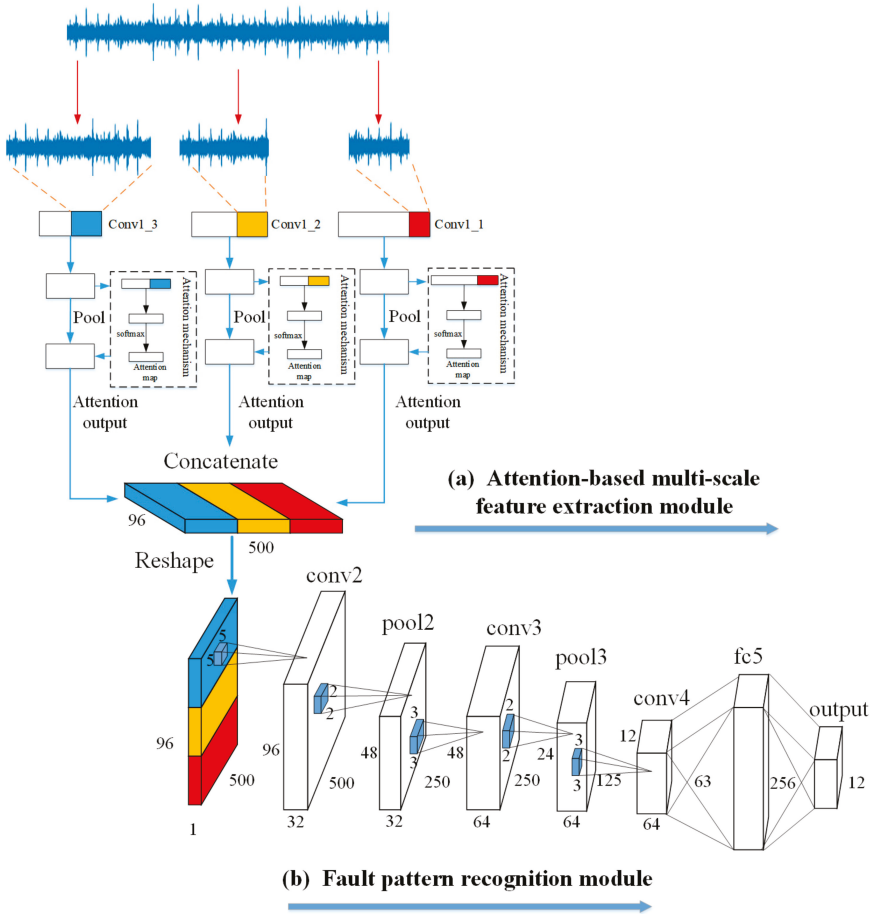 Conv1_3
Conv1_2
Conv1_1
Pool
softmax
Attention
map
Attention mechanism
Pool
softmax
Attention
map
Attention mechanism
Pool
softmax
Attention
map
Attention mechanism
Attention
output
Attention
output
Attention
output
Concatenate
96
500
(a) Attention-based multi-scale
feature extraction module
Reshape
conv2
pool2
conv3
pool3
conv4
fc5
output
5
5
96
500
1
2
2
96
500
32
3
3
48
250
32
2
2
48
250
64
3
3
24
125
64
12
63
64
256
12
(b) Fault pattern recognition module